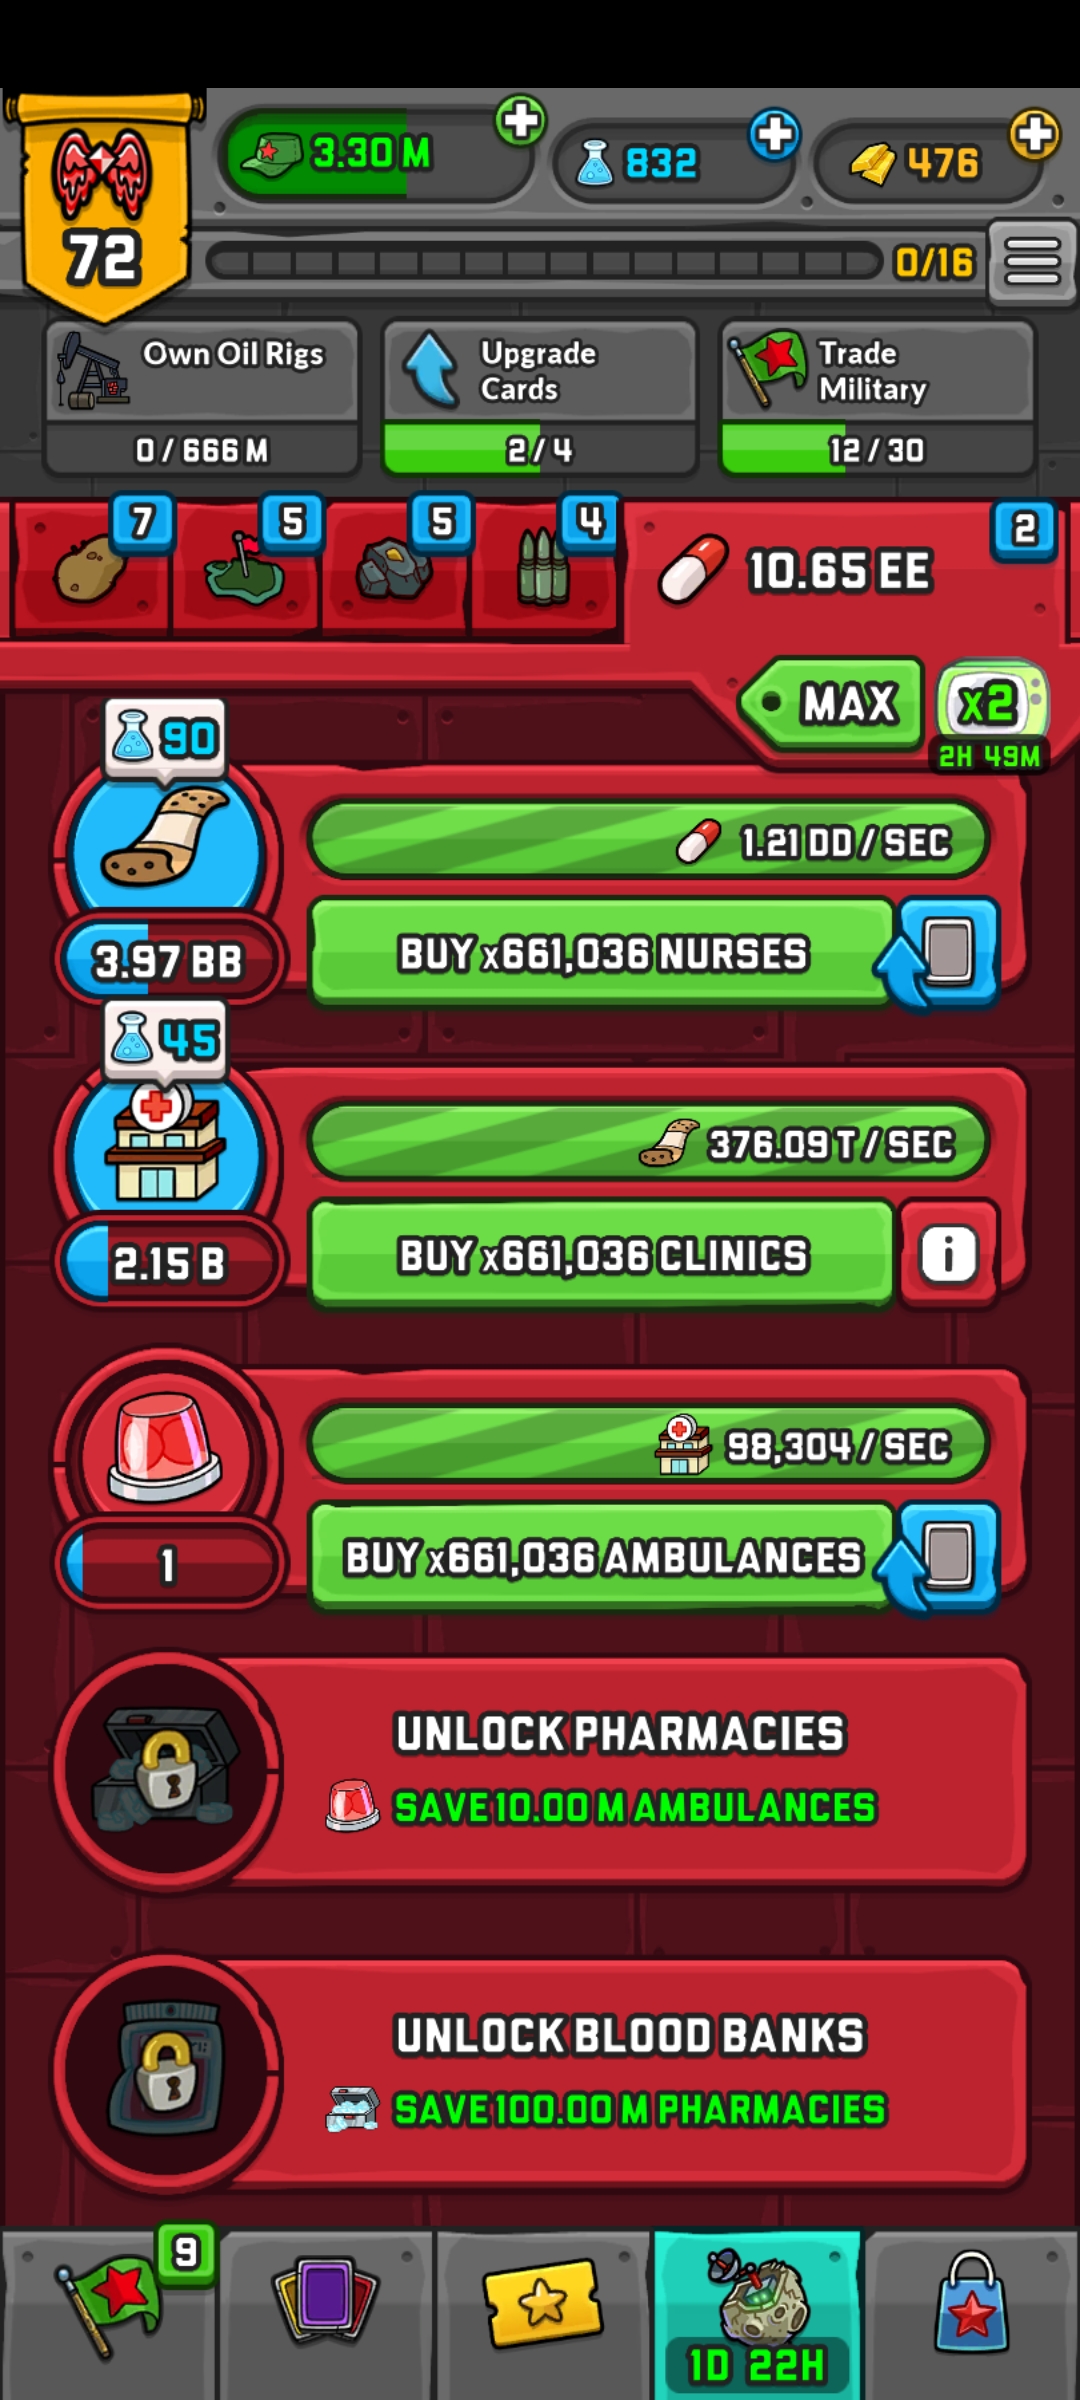 3.30 M
832
476
72
0/16
Own Oil Rigs
0 / 666 M
Upgrade
Cards
2 / 4
Trade
Military
12 / 30
7
5
5
4
10.65 EE
2
MAX
x2
2H 49M
90
1.21 DD / SEC
3.97 BB
BUY x661,036 NURSES
45
376.09 T / SEC
2.15 B
BUY x661,036 CLINICS
i
98,304 / SEC
1
BUY x661,036 AMBULANCES
UNLOCK PHARMACIES
SAVE 10.00 M AMBULANCES
UNLOCK BLOOD BANKS
SAVE 100.00 M PHARMACIES
9
1D 22H